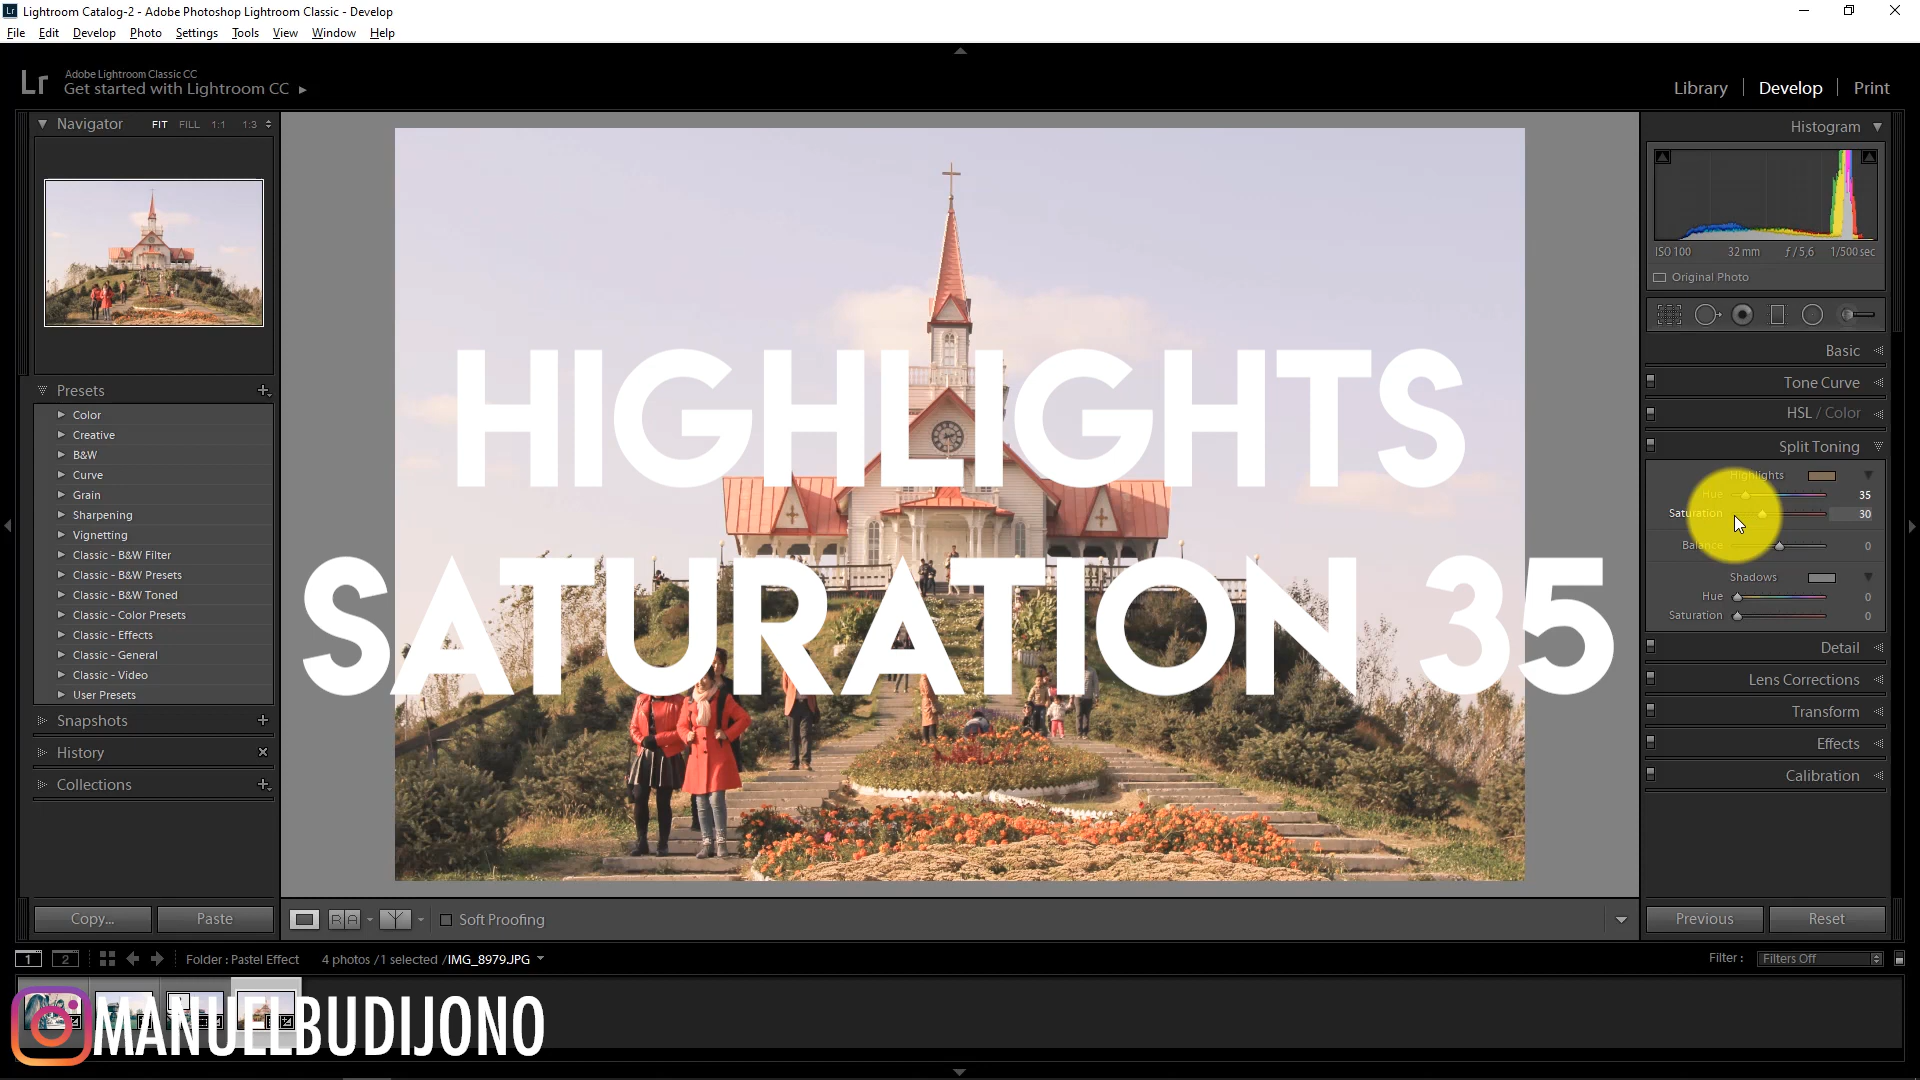 Lightroom Catalog-2 - Adobe Photoshop Lightroom Classic - Develop
File Edit Develop Photo Settings Tools View Window Help
Lr
Adobe Lightroom Classic CC
Get started with Lightroom CC
Library Develop Print
Navigator FIT FILL 1:1 1:3
Histogram
ISO 100 32 mm ƒ / 5,6 1/500 sec
Original Photo
Presets
Color
Creative
B&W
Curve
Grain
Sharpening
Vignetting
Classic - B&W Filter
Classic - B&W Presets
Classic - B&W Toned
Classic - Color Presets
Classic - Effects
Classic - General
Classic - Video
User Presets
Snapshots
History
Collections
Copy... Paste
HIGHLIGHTS
SATURATION 35
Basic
Tone Curve
HSL / Color
Split Toning
Highlights
Hue 35
Saturation 30
Balance 0
Shadows
Hue 0
Saturation 0
Detail
Lens Corrections
Transform
Effects
Calibration
Previous Reset
R A Y Y Soft Proofing
1 2 Folder : Pastel Effect 4 photos / 1 selected / IMG_8979.JPG Filter : Filters Off
MANUELBUDIJONO